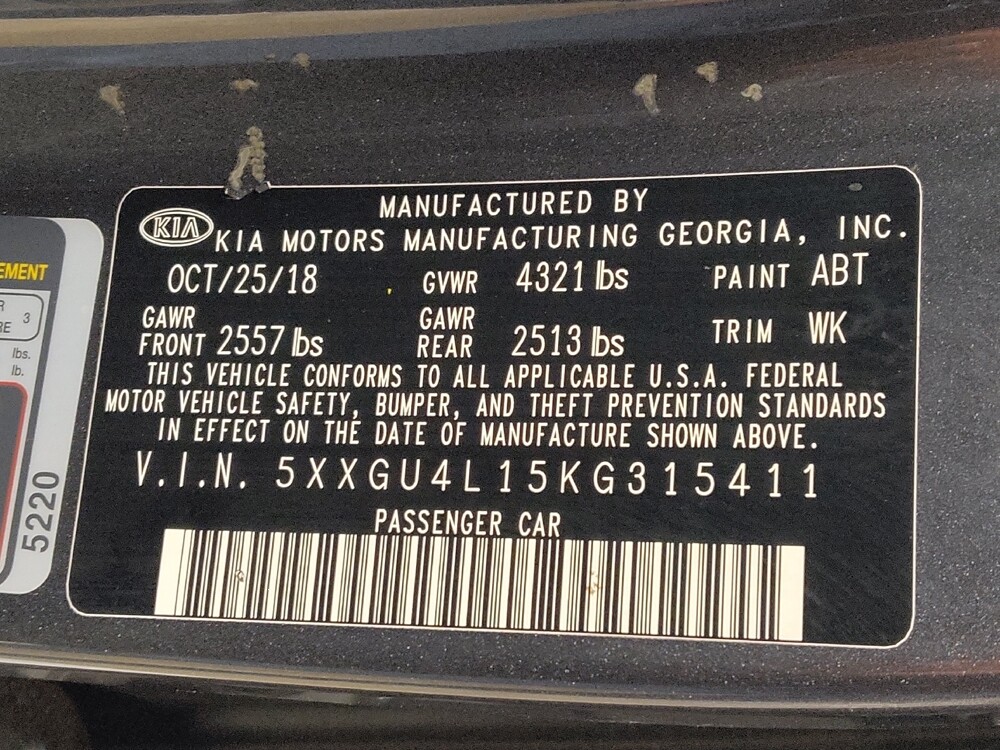 MANUFACTURED BY
KIA KIA MOTORS MANUFACTURING GEORGIA, INC.
OCT/25/18 GVWR 4321 lbs PAINT ABT
GAWR FRONT 2557 lbs GAWR REAR 2513 lbs TRIM WK
THIS VEHICLE CONFORMS TO ALL APPLICABLE U.S.A. FEDERAL
MOTOR VEHICLE SAFETY, BUMPER, AND THEFT PREVENTION STANDARDS
IN EFFECT ON THE DATE OF MANUFACTURE SHOWN ABOVE.
V.I.N. 5XXGU4L15KG315411
PASSENGER CAR
EMENT
R 3
RE
lbs.
lb.
5220